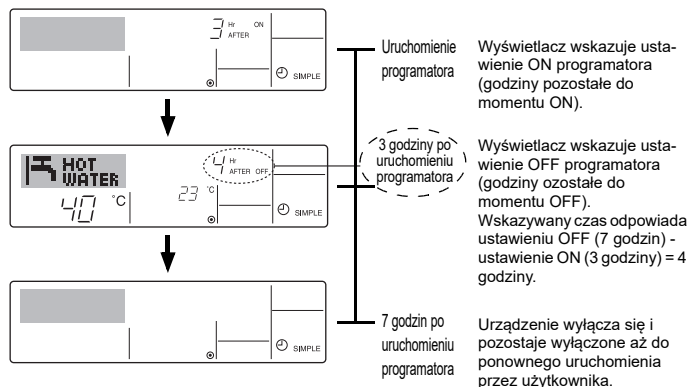 3 Hr ON
AFTER
SIMPLE
Uruchomienie
programatora
Wyświetlacz wskazuje usta-
wienie ON programatora
(godziny pozostałe do
momentu ON).
HOT
WATER
40 °C
4 Hr
AFTER OFF
23 °C
SIMPLE
3 godziny po
uruchomieniu
programatora
Wyświetlacz wskazuje usta-
wienie OFF programatora
(godziny ozostałe do
momentu OFF).
Wskazywany czas odpowiada
ustawieniu OFF (7 godzin) -
ustawienie ON (3 godziny) = 4
godziny.
SIMPLE
7 godzin po
uruchomieniu
programatora
Urządzenie wyłącza się i
pozostaje wyłączone aż do
ponownego uruchomienia
przez użytkownika.